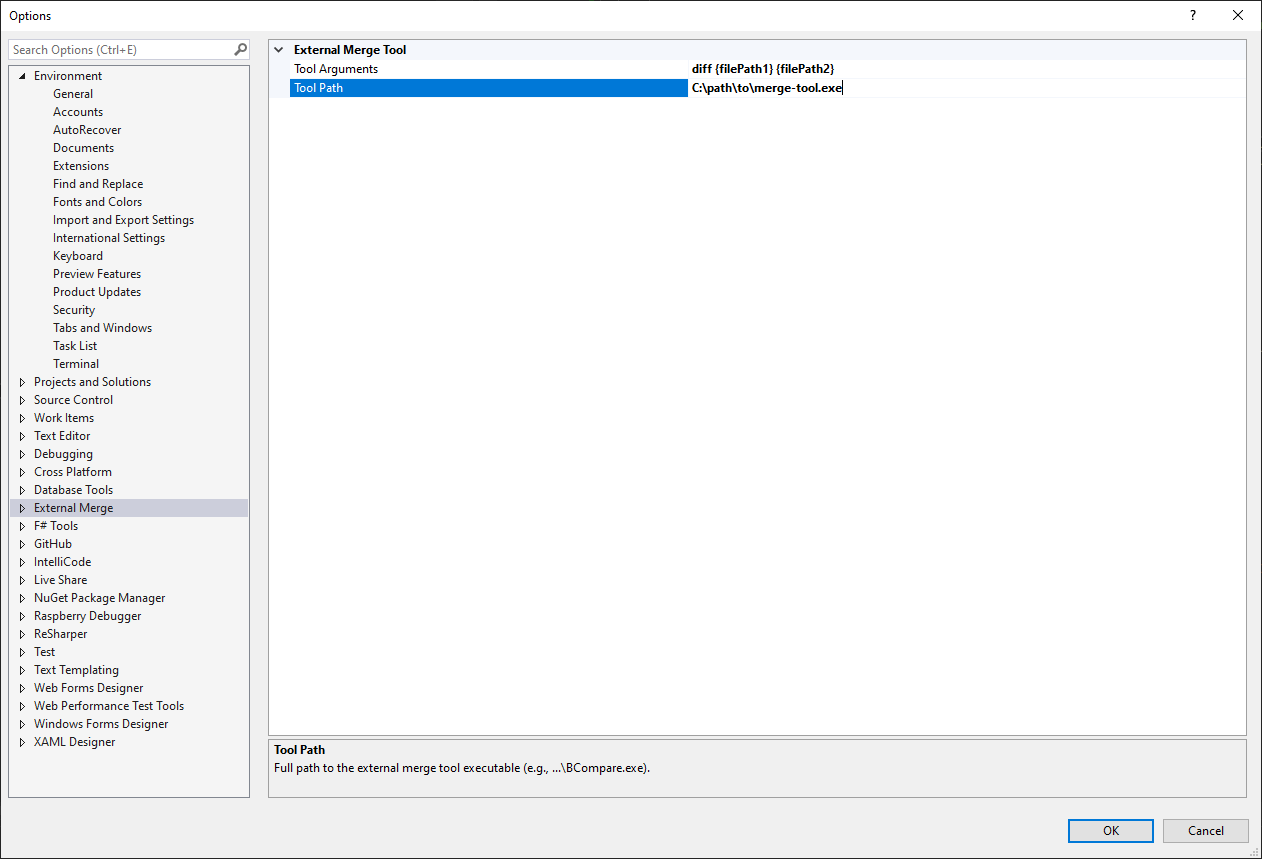 Options
?
Search Options (Ctrl+E)
Environment
General
Accounts
AutoRecover
Documents
Extensions
Find and Replace
Fonts and Colors
Import and Export Settings
International Settings
Keyboard
Preview Features
Product Updates
Security
Tabs and Windows
Task List
Terminal
Projects and Solutions
Source Control
Work Items
Text Editor
Debugging
Cross Platform
Database Tools
External Merge
F# Tools
GitHub
IntelliCode
Live Share
NuGet Package Manager
Raspberry Debugger
ReSharper
Test
Text Templating
Web Forms Designer
Web Performance Test Tools
Windows Forms Designer
XAML Designer
External Merge Tool
Tool Arguments diff {filePath1} {filePath2}
Tool Path C:\path\to\merge-tool.exe
Tool Path
Full path to the external merge tool executable (e.g., ...\BCompare.exe).
OK Cancel